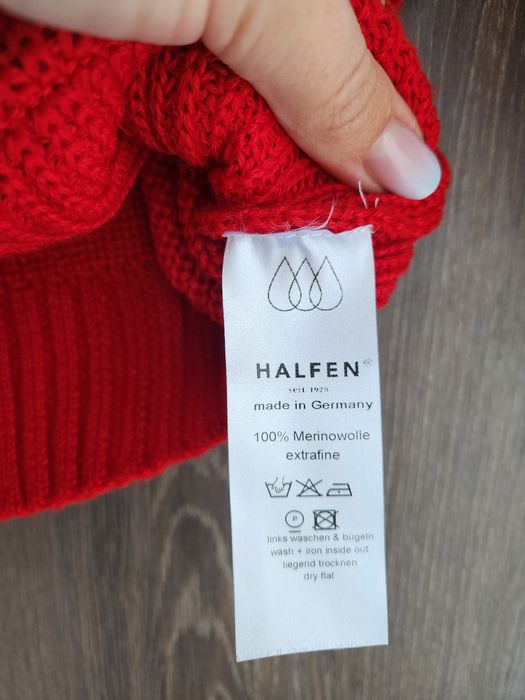 HALFEN®
seit 1928
made in Germany
100% Merinowolle
extrafine
P
links waschen & bügeln
wash + iron inside out
liegend trocknen
dry flat